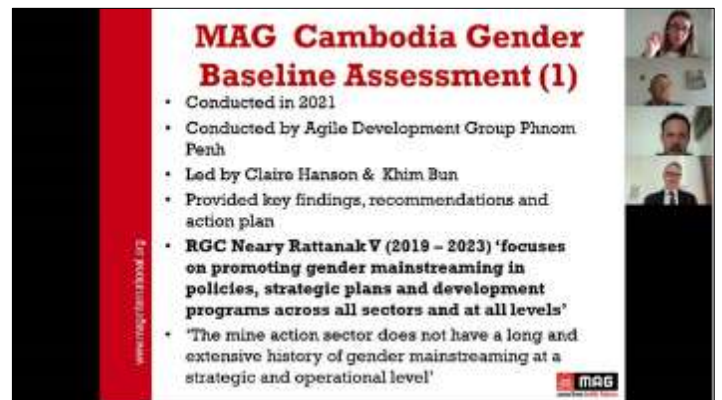 MAG Cambodia Gender
Baseline Assessment (1)
• Conducted in 2021
• Conducted by Agile Development Group Phnom
Penh
• Led by Claire Hanson & Khim Bun
• Provided key findings, recommendations and
action plan
• RGC Neary Rattanak V (2019 – 2023) ‘focuses
on promoting gender mainstreaming in
policies, strategic plans and development
programs across all sectors and at all levels’
• ‘The mine action sector does not have a long and
extensive history of gender mainstreaming at a
strategic and operational level’
www.maginternational.org
MAG